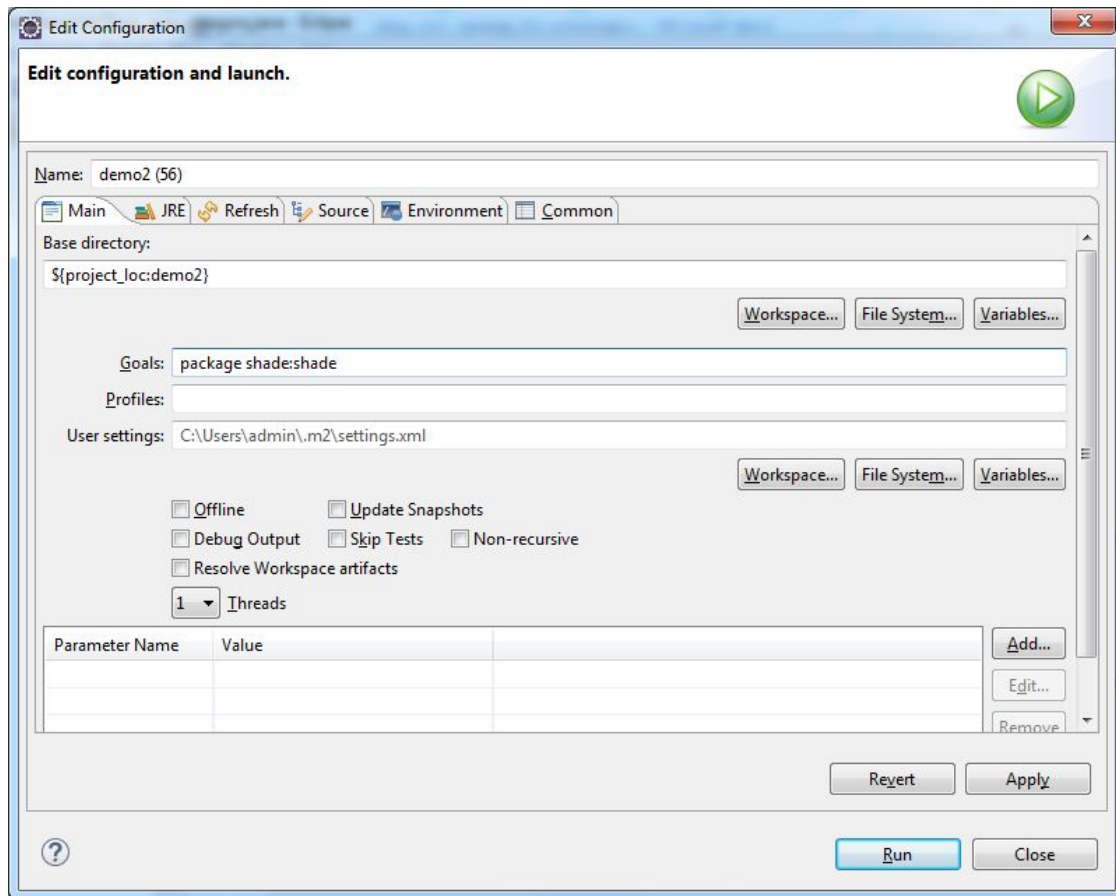 Edit Configuration
Edit configuration and launch.
Name: demo2 (56)
Main JRE Refresh Source Environment Common
Base directory:
${project_loc:demo2}
Workspace... File System... Variables...
Goals: package shade:shade
Profiles:
User settings: C:\Users\admin\.m2\settings.xml
Workspace... File System... Variables...
Offline Update Snapshots
Debug Output Skip Tests Non-recursive
Resolve Workspace artifacts
1 Threads
Parameter Name Value Add...
Edit...
Remove
Revert Apply
? Run Close